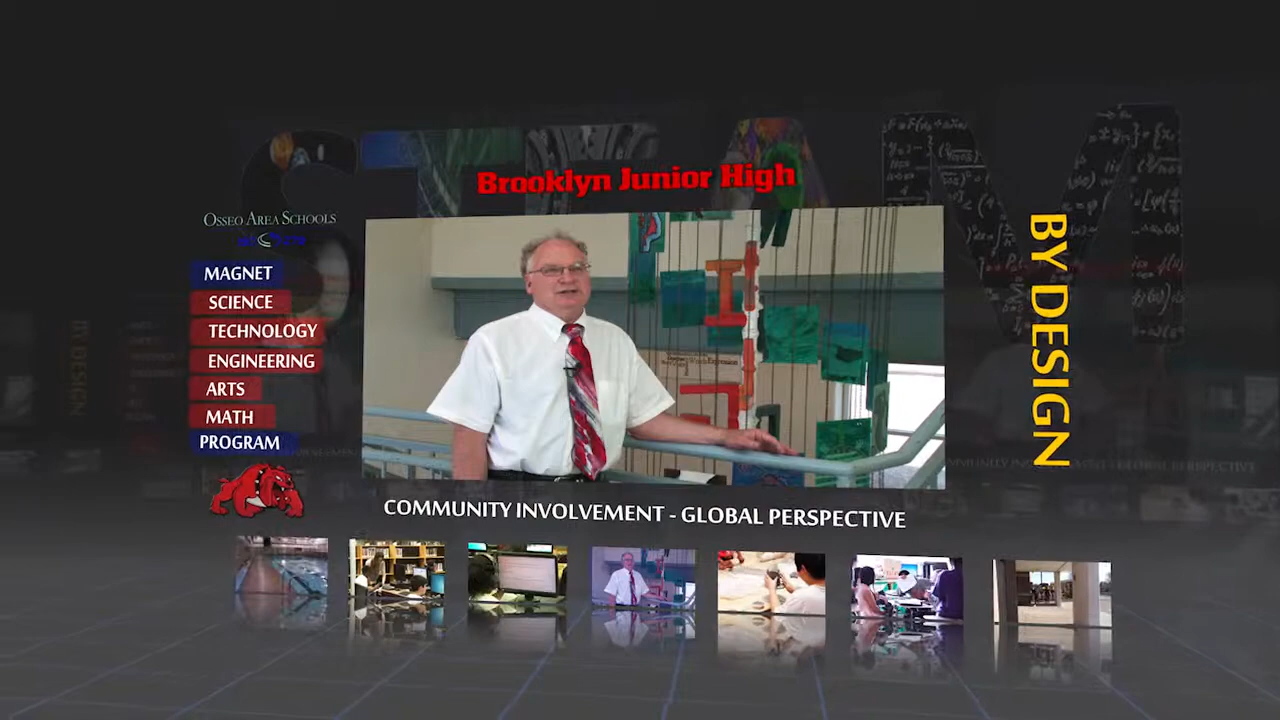 STEAM
Brooklyn Junior High
OSSEO AREA SCHOOLS
MAGNET
SCIENCE
TECHNOLOGY
ENGINEERING
ARTS
MATH
PROGRAM
BY DESIGN
COMMUNITY INVOLVEMENT - GLOBAL PERSPECTIVE